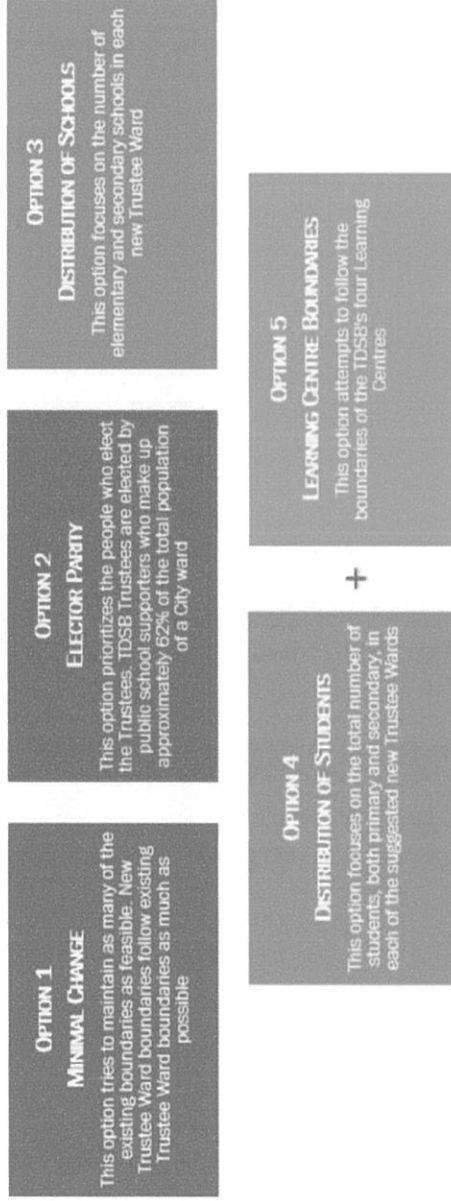 OPTION 1
MINIMAL CHANGE
This option tries to maintain as many of the
existing boundaries as feasible. New
Trustee Ward boundaries follow existing
Trustee Ward boundaries as much as
possible
OPTION 2
ELECTOR PARITY
This option prioritizes the people who elect
the Trustees. TDSB Trustees are elected by
public school supporters who make up
approximately 62% of the total population
of a City ward
OPTION 3
DISTRIBUTION OF SCHOOLS
This option focuses on the number of
elementary and secondary schools in each
new Trustee Ward
OPTION 4
DISTRIBUTION OF STUDENTS
This option focuses on the total number of
students, both primary and secondary, in
each of the suggested new Trustee Wards
+
OPTION 5
LEARNING CENTRE BOUNDARIES
This option attempts to follow the
boundaries of the TDSB's four Learning
Centres